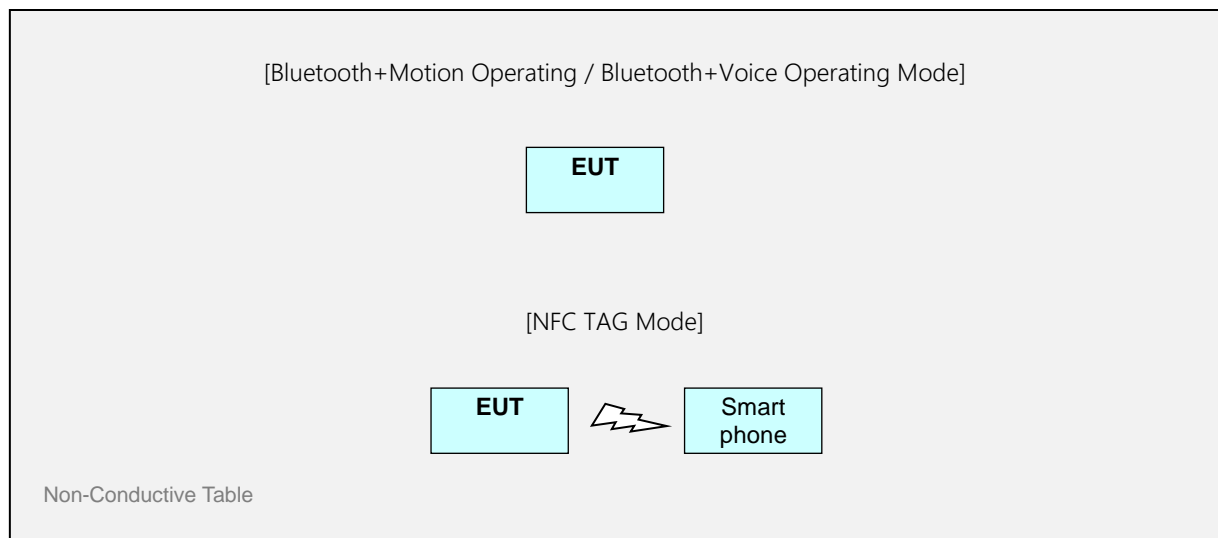 [Bluetooth+Motion Operating / Bluetooth+Voice Operating Mode]
EUT
[NFC TAG Mode]
EUT
Smart
phone
Non-Conductive Table